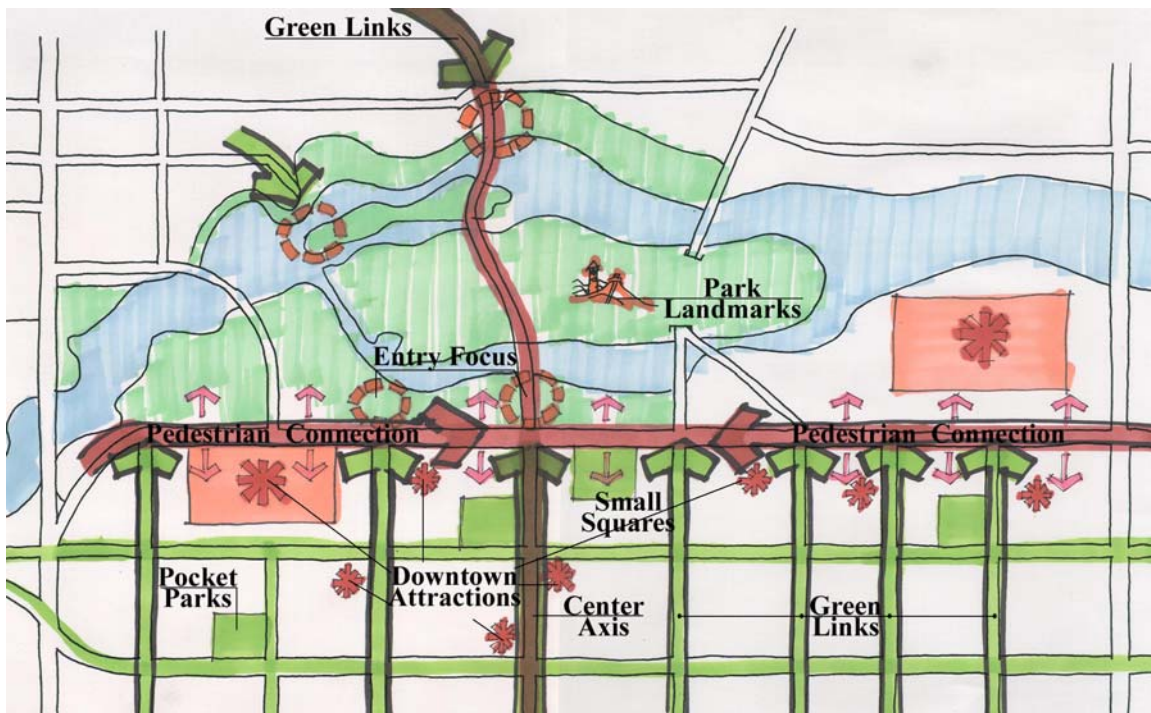 Green Links
Park
Landmarks
Entry Focus
Pedestrian Connection
Pedestrian Connection
Small
Squares
Pocket
Parks
Downtown
Attractions
Center
Axis
Green
Links